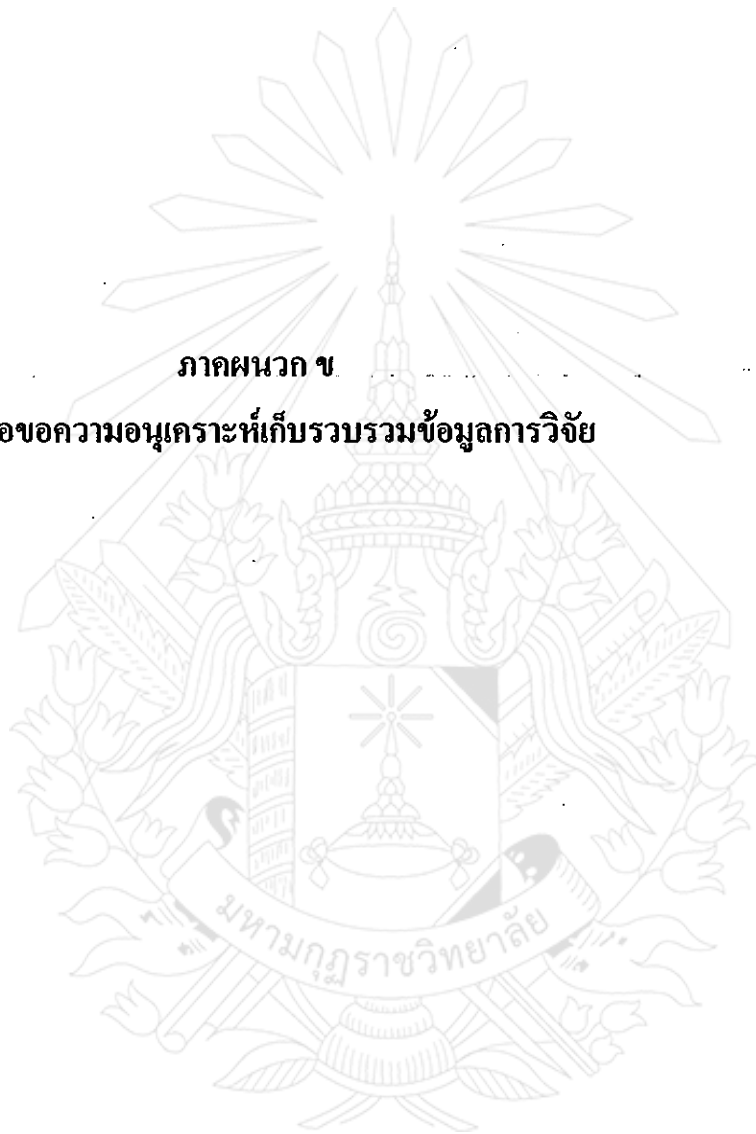 ภาคผนวก ข
อขอความอนุเคราะห์เก็บรวบรวมข้อมูลการวิจัย
มหามกุฏราชวิทยาลัย